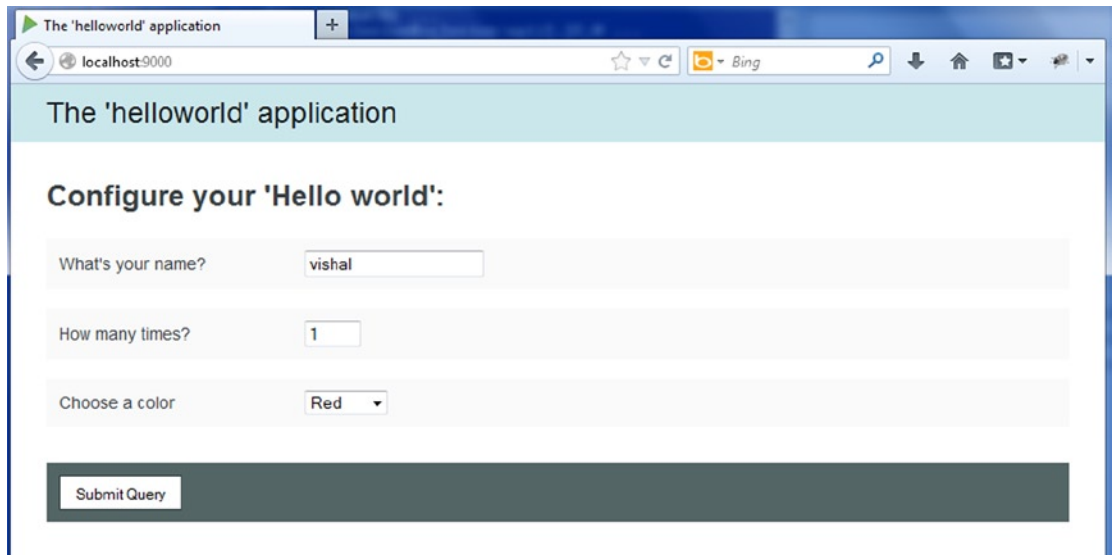 The 'helloworld' application
localhost:9000
Bing
The 'helloworld' application
Configure your 'Hello world':
What's your name?
vishal
How many times?
1
Choose a color
Red
Submit Query